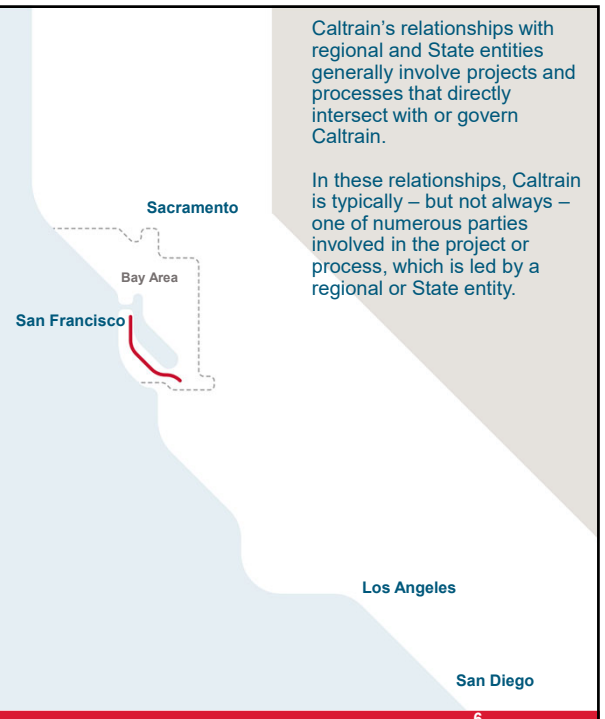 Caltrain’s relationships with
regional and State entities
generally involve projects and
processes that directly
intersect with or govern
Caltrain.
In these relationships, Caltrain
is typically – but not always –
one of numerous parties
involved in the project or
process, which is led by a
regional or State entity.
Sacramento
Bay Area
San Francisco
Los Angeles
San Diego
6